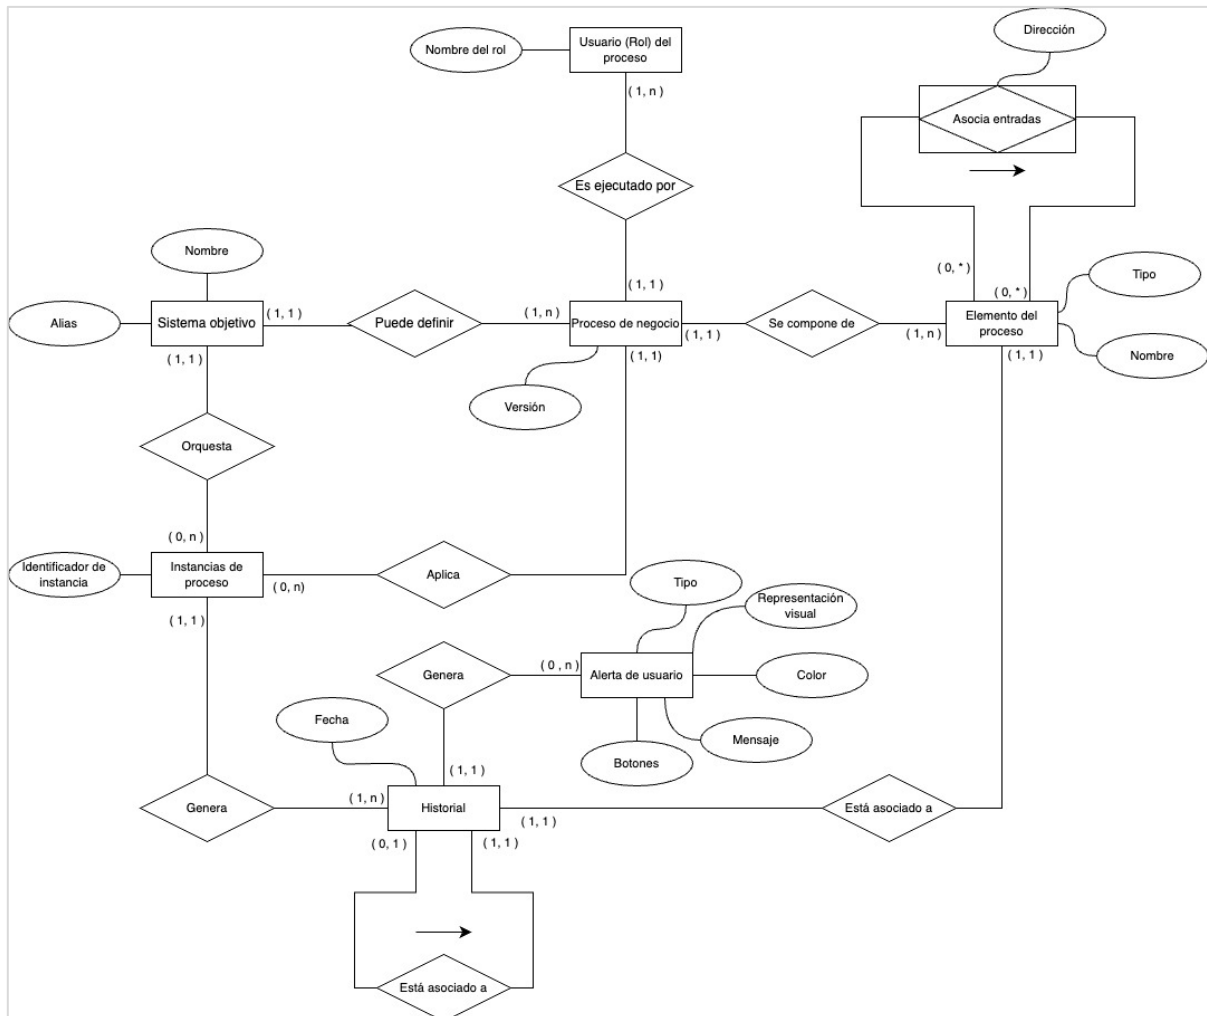 Dirección
Nombre del rol
Usuario (Rol) del
proceso
( 1, n )
Asocia entradas
Es ejecutado por
Nombre
( 0, * )
Tipo
( 1, 1 )
( 0, * )
Alias
Sistema objetivo
( 1, 1 )
Puede definir
( 1, n )
Proceso de negocio
( 1, 1 )
Se compone de
( 1, n )
Elemento del
proceso
( 1, 1 )
( 1, 1)
( 1, 1 )
Nombre
Versión
Orquesta
( 0, n )
Identificador de
instancia
Instancias de
proceso
( 0, n)
Aplica
Tipo
Representación
visual
( 1, 1 )
Genera
( 0 , n )
Alerta de usuario
Color
Fecha
Mensaje
Botones
( 1, 1 )
Genera
( 1, n )
Historial
( 1, 1 )
Está asociado a
( 0, 1 )
( 1, 1 )
Está asociado a